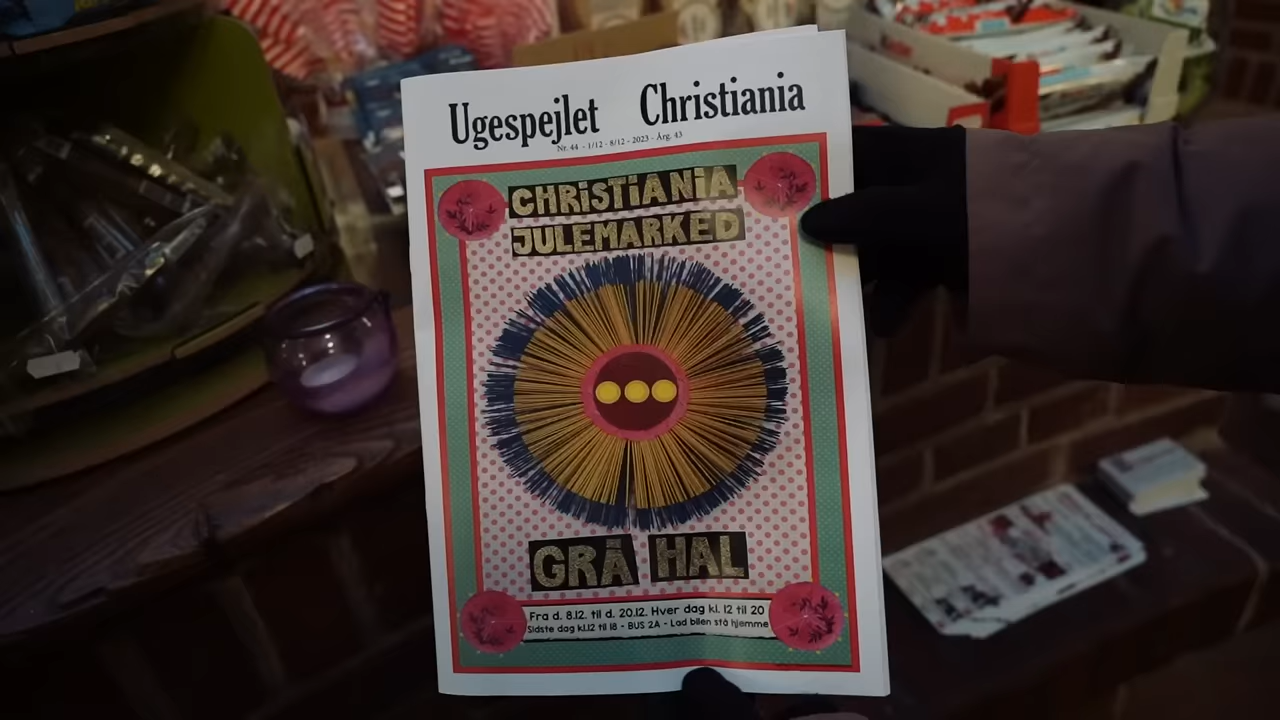 Ugespejlet Christiania
Nr. 44 - 1/12 - 8/12 - 2023 - Årg. 43
CHRiSTiANiA
JULEMARKED
GRÅ HAL
Fra d. 8.12. til d. 20.12. Hver dag kl. 12 til 20
Sidste dag kl.12 til 18 - BUS 2A - Lad bilen stå hjemme